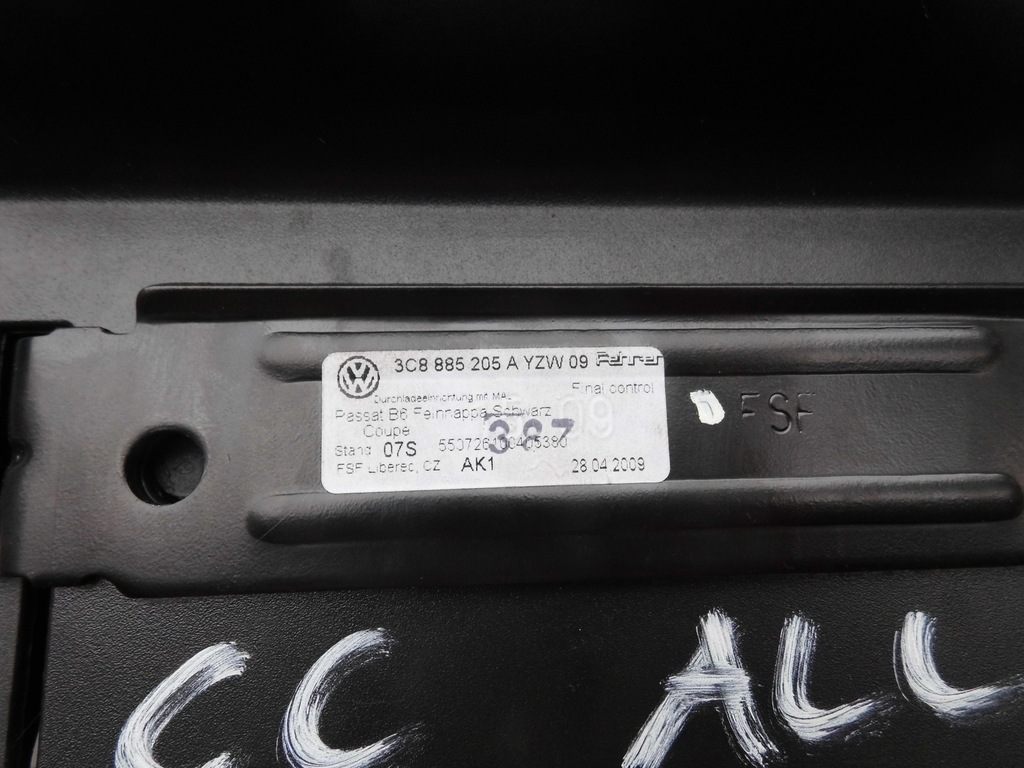 3C8 885 205 A YZW 09 Fehrer
Final control
Durchladeeinrichtung mit MAL
Passat B6 Feinnappa Schwarz
Coupe
Stand 07S
367
FSF Liberec, CZ AK1 28.04.2009
FSF
CC ALL